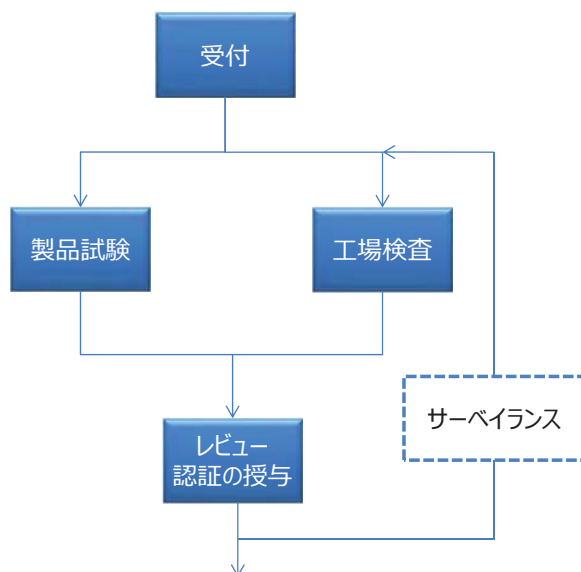 受付
製品試験
工場検査
サーベイランス
レビュー
認証の授与